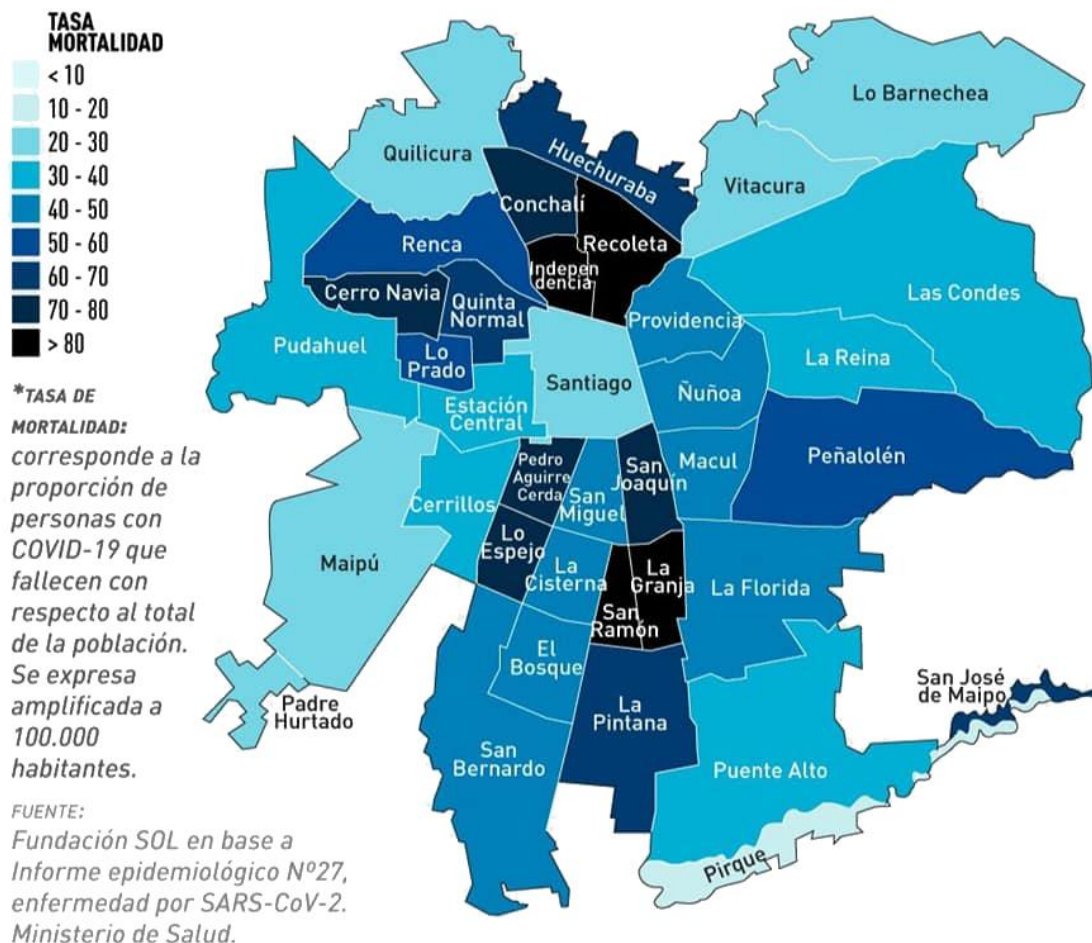 TASA
MORTALIDAD
< 10
10 - 20
20 - 30
30 - 40
40 - 50
50 - 60
60 - 70
70 - 80
> 80
*TASA DE
MORTALIDAD:
corresponde a la
proporción de
personas con
COVID-19 que
fallecen con
respecto al total
de la población.
Se expresa
amplificada a
100.000
habitantes.
FUENTE:
Fundación SOL en base a
Informe epidemiológico Nº27,
enfermedad por SARS-CoV-2.
Ministerio de Salud.
Lo Barnechea
Quilicura
Huechuraba
Vitacura
Conchalí
Renca
Recoleta
Indepen
dencia
Cerro Navia
Quinta
Normal
Las Condes
Providencia
Pudahuel
Lo
Prado
La Reina
Santiago
Ñuñoa
Estación
Central
Peñalolén
Pedro
Aguirre
Cerda
San
Joaquín
Macul
Cerrillos
San
Miguel
Lo
Espejo
Maipú
La
Cisterna
La
Granja
La Florida
San
Ramón
El
Bosque
Padre
Hurtado
La
Pintana
San José
de Maipo
San
Bernardo
Puente Alto
Pirque